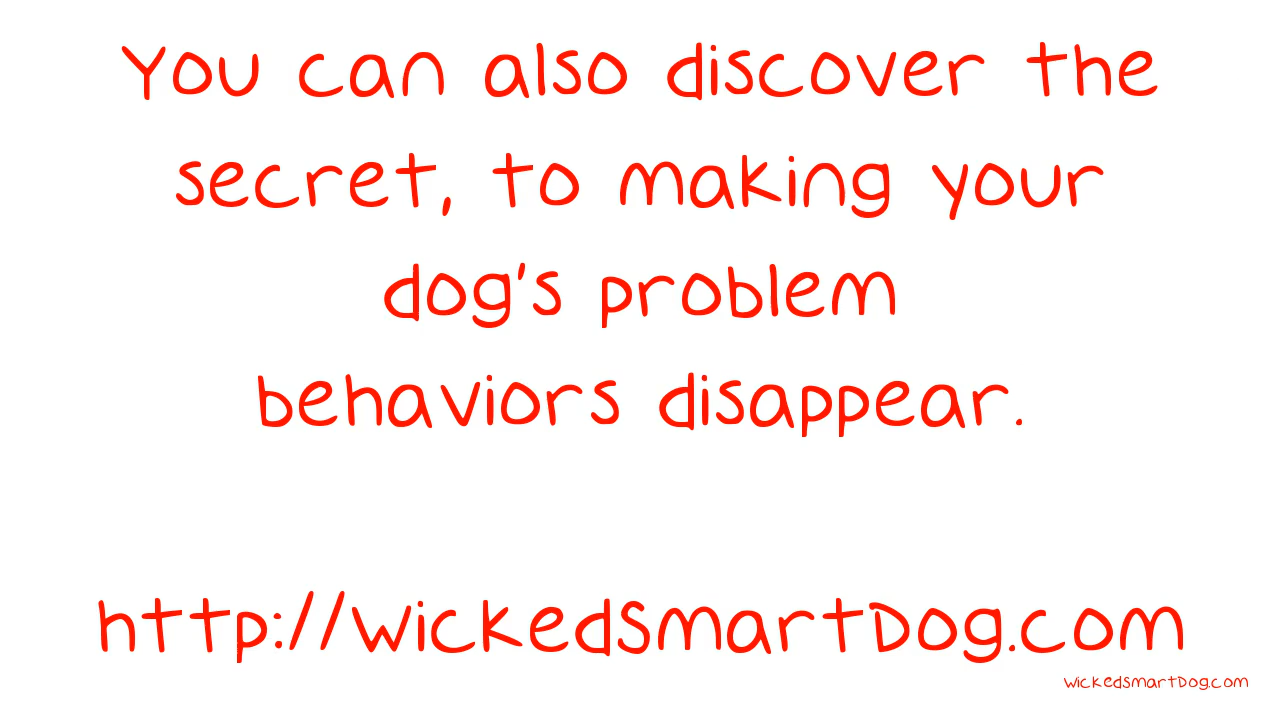 You can also discover the
secret, to making your
dog's problem
behaviors disappear.
http://WickedSmartDog.com
WickedSmartDog.com